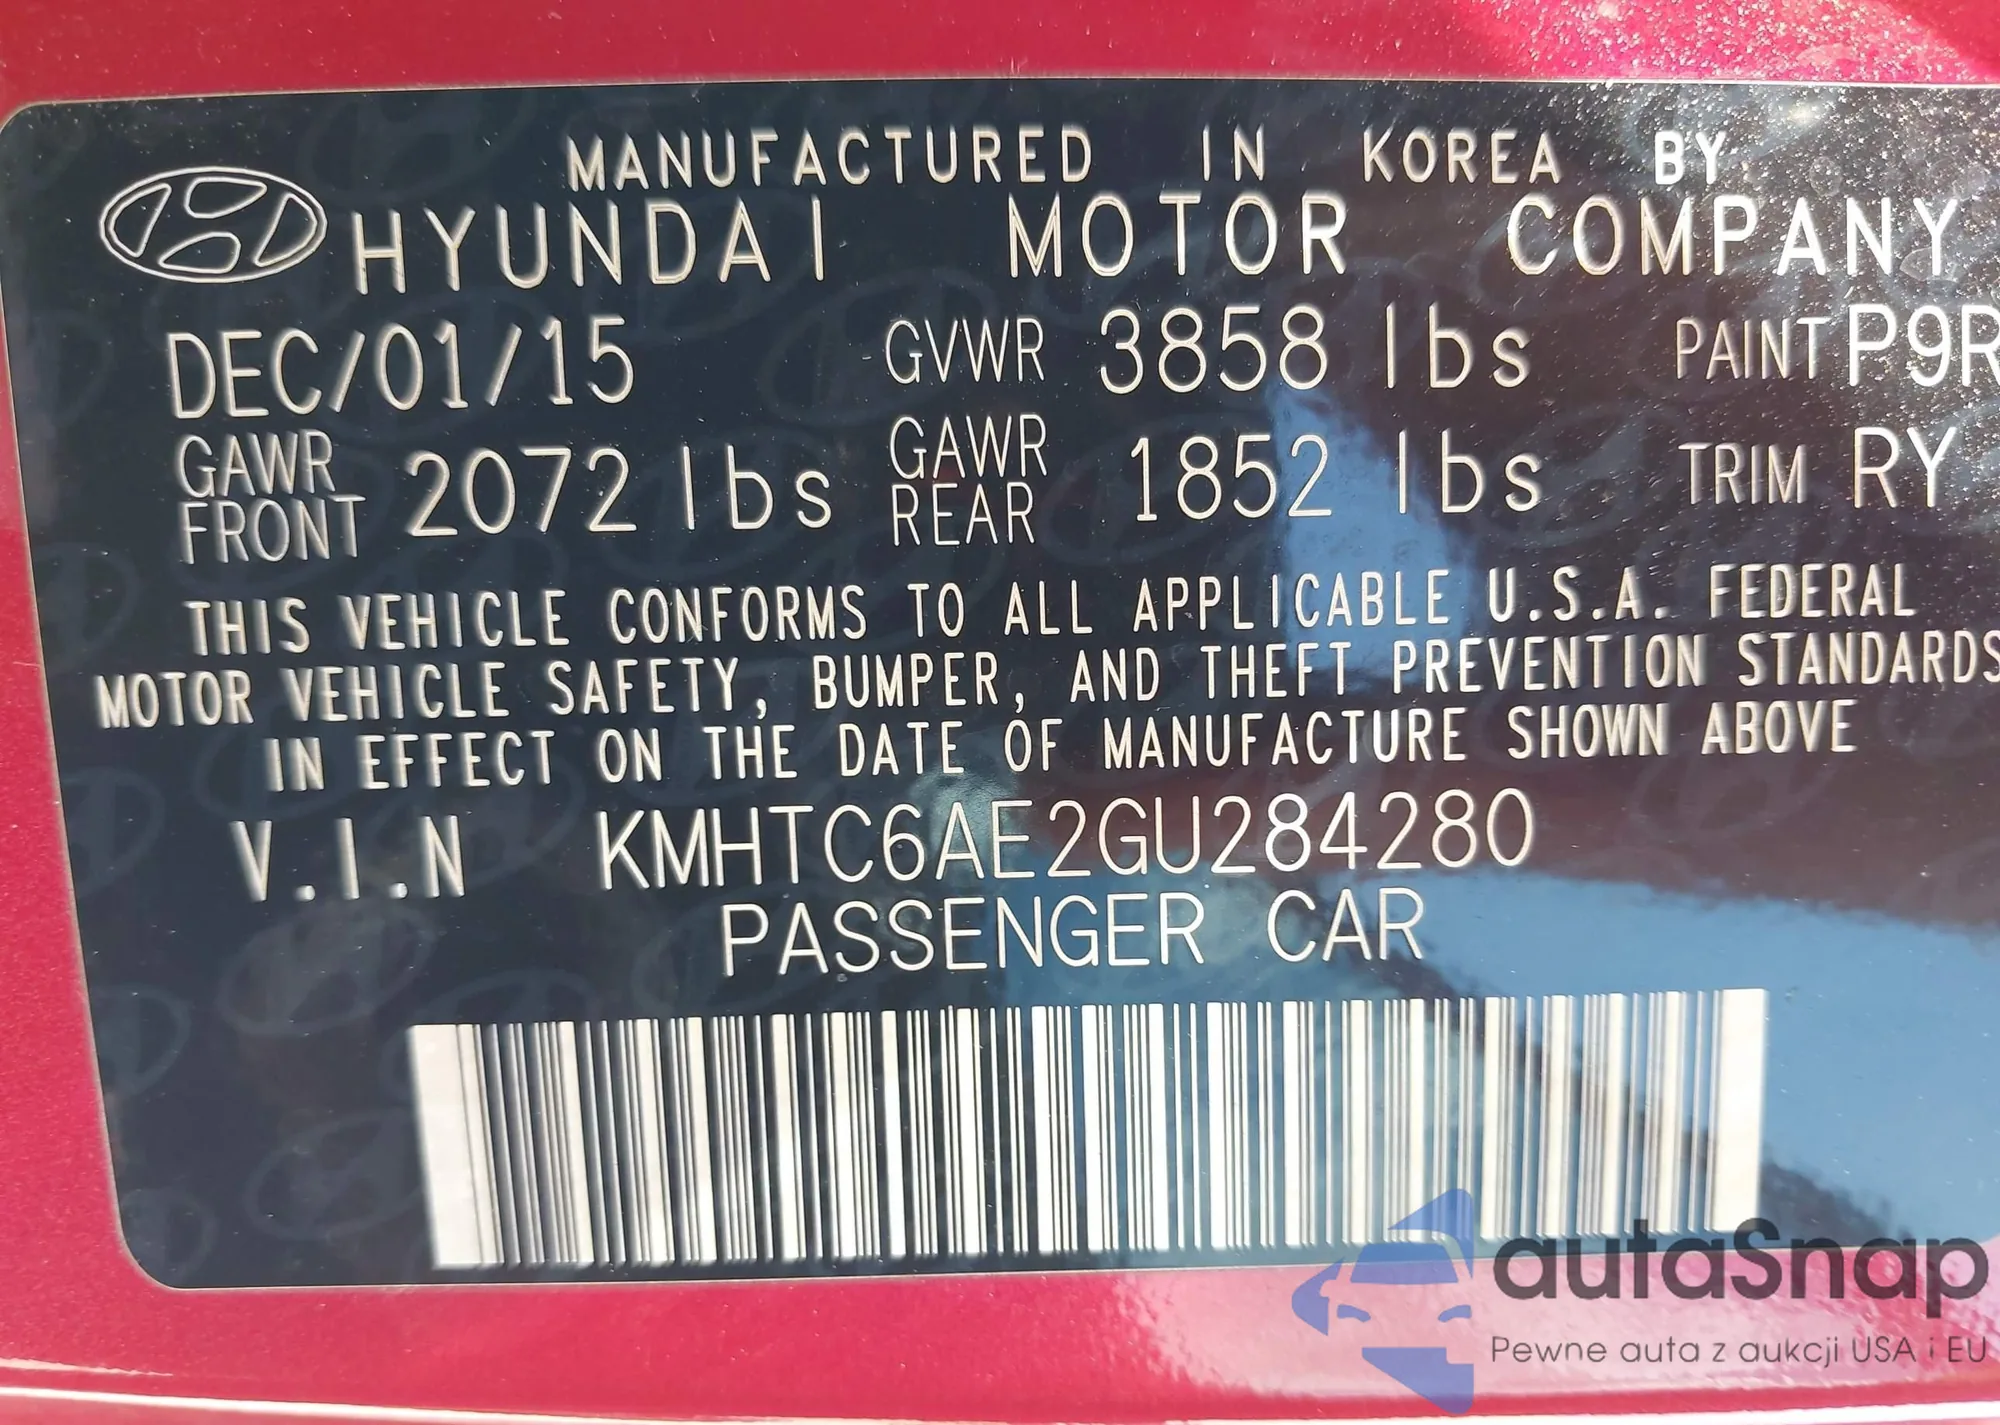 MANUFACTURED IN KOREA BY
HYUNDAI MOTOR COMPANY
DEC/01/15 GVWR 3858 lbs PAINT P9R
GAWR FRONT 2072 lbs GAWR REAR 1852 lbs TRIM RY
THIS VEHICLE CONFORMS TO ALL APPLICABLE U.S.A. FEDERAL
MOTOR VEHICLE SAFETY, BUMPER, AND THEFT PREVENTION STANDARDS
IN EFFECT ON THE DATE OF MANUFACTURE SHOWN ABOVE
V.I.N KMHTC6AE2GU284280
PASSENGER CAR
autaSnap
Pewne auta z aukcji USA i EU